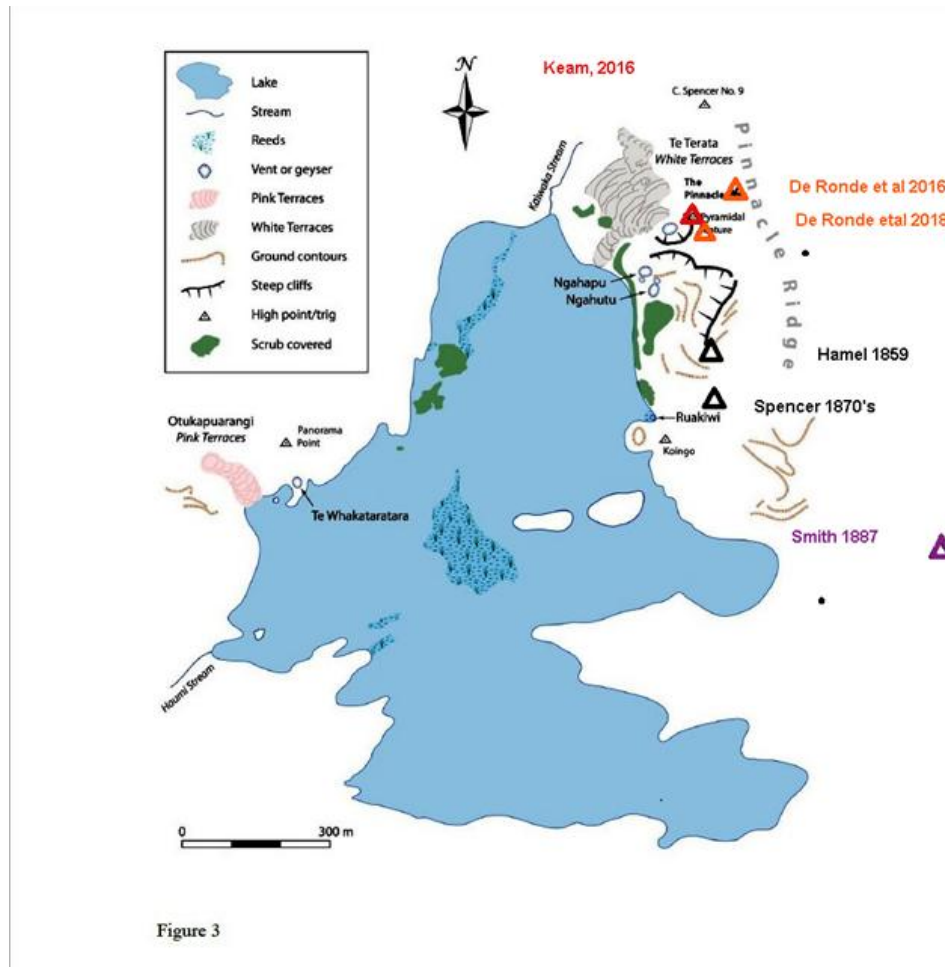 Lake
Stream
Reeds
Vent or geyser
Pink Terraces
White Terraces
Ground contours
Steep cliffs
High point/trig
Scrub covered
N
Keam, 2016
C. Spencer No. 9
Pinnacle Ridge
Te Terata
White Terraces
Kaiwaka Stream
The
Pinnacle
De Ronde et al 2016
Pyramidal
De Ronde etal 2018
Ngahapu
Ngahutu
Hamel 1859
Spencer 1870's
Ruakiwi
Koingo
Otukapuarangi
Pink Terraces
Panorama
Point
Te Whakataratara
Smith 1887
Haumi Stream
0 300 m
Figure 3